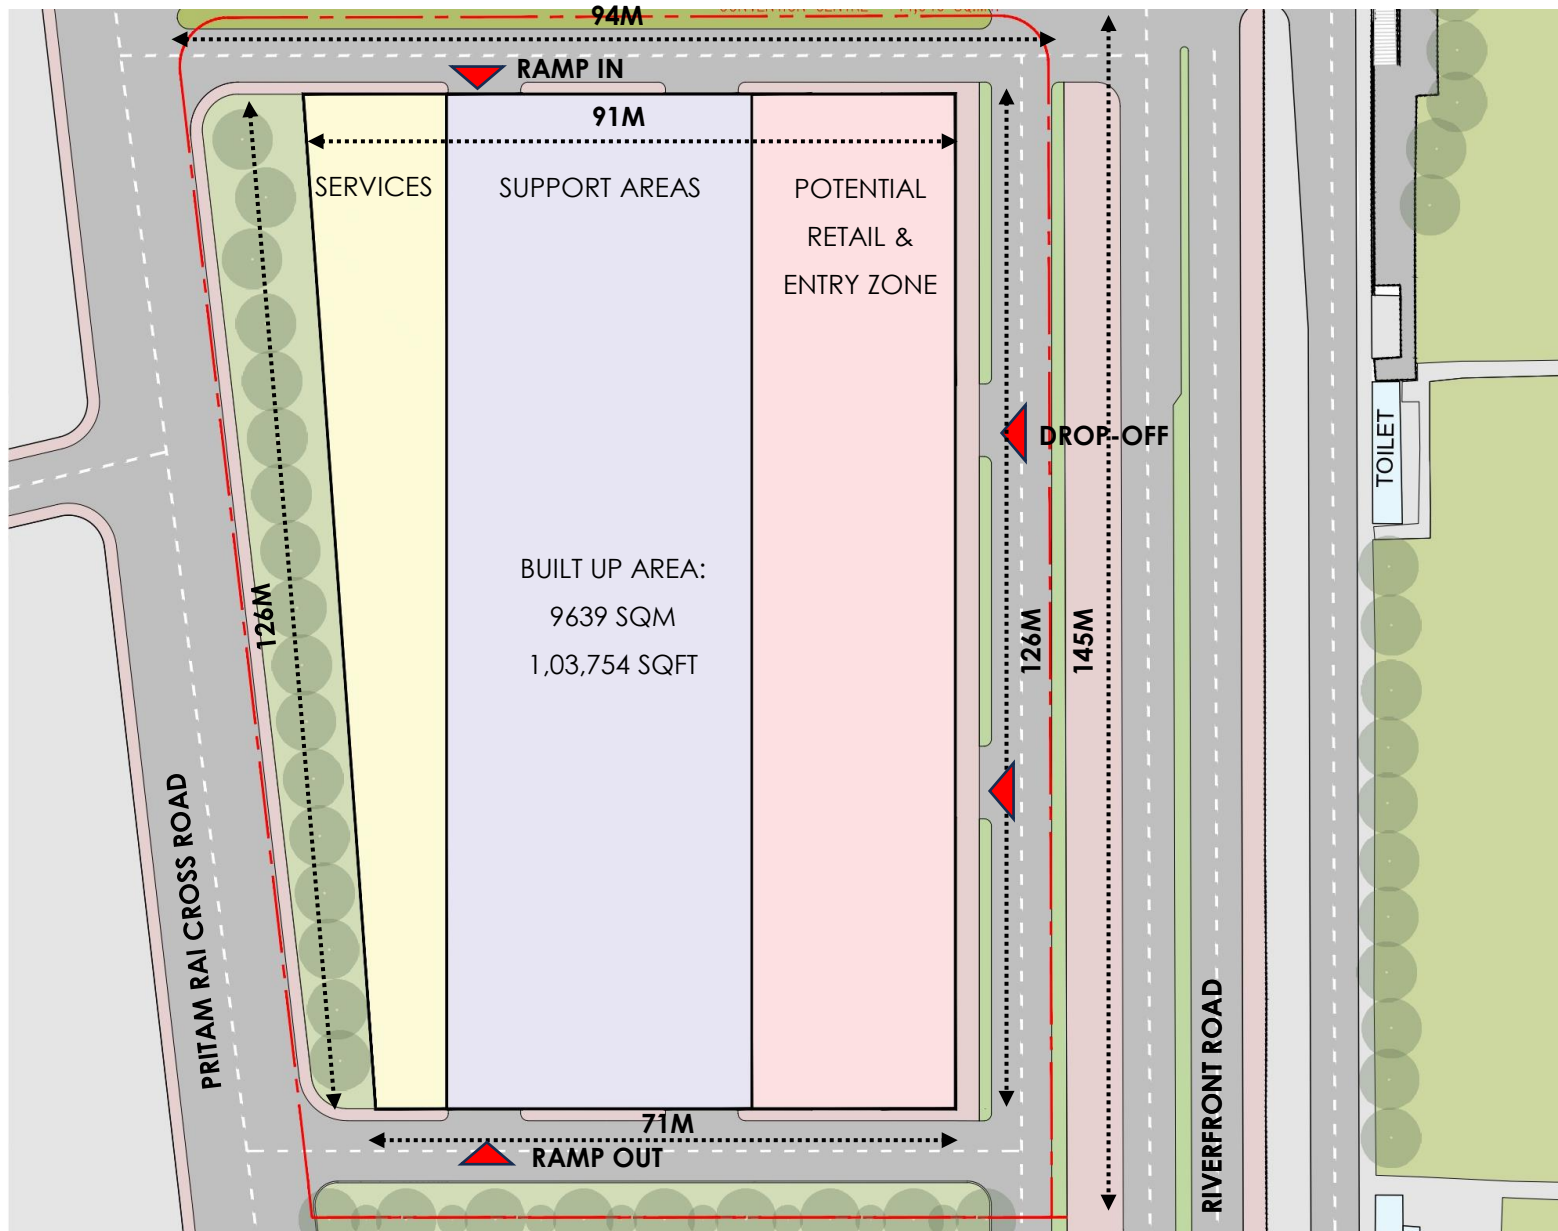 94M
RAMP IN
91M
SERVICES
SUPPORT AREAS
POTENTIAL
RETAIL &
ENTRY ZONE
DROP-OFF
TOILET
BUILT UP AREA:
9639 SQM
1,03,754 SQFT
126M
126M
145M
PRITAM RAI CROSS ROAD
RIVERFRONT ROAD
71M
RAMP OUT